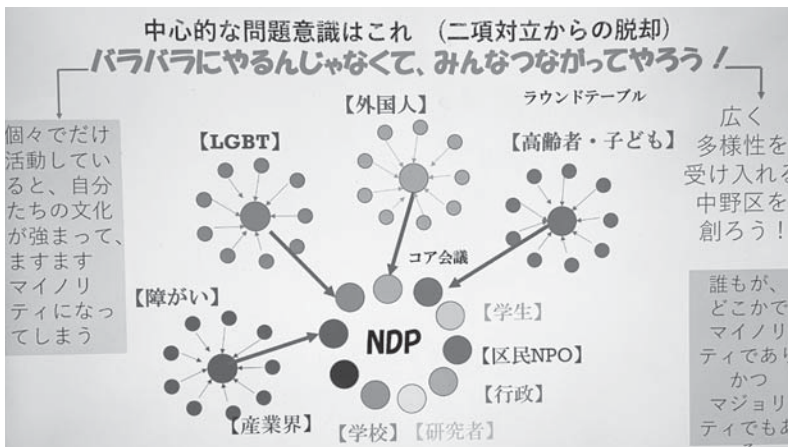 中心的な問題意識はこれ （二項対立からの脱却）
バラバラにやるんじゃなくて、みんなつながってやろう！
個々でだけ
活動してい
ると、自分
たちの文化
が強まって、
ますます
マイノリ
ティになっ
てしまう
【LGBT】
【外国人】
ラウンドテーブル
【高齢者・子ども】
広く
多様性を
受け入れる
中野区を
創ろう！
コア会議
【障がい】
NDP
【学生】
【区民NPO】
【行政】
【産業界】
【学校】
【研究者】
誰もが、
どこかで
マイノリ
ティであり
かつ
マジョリ
ティでもあ